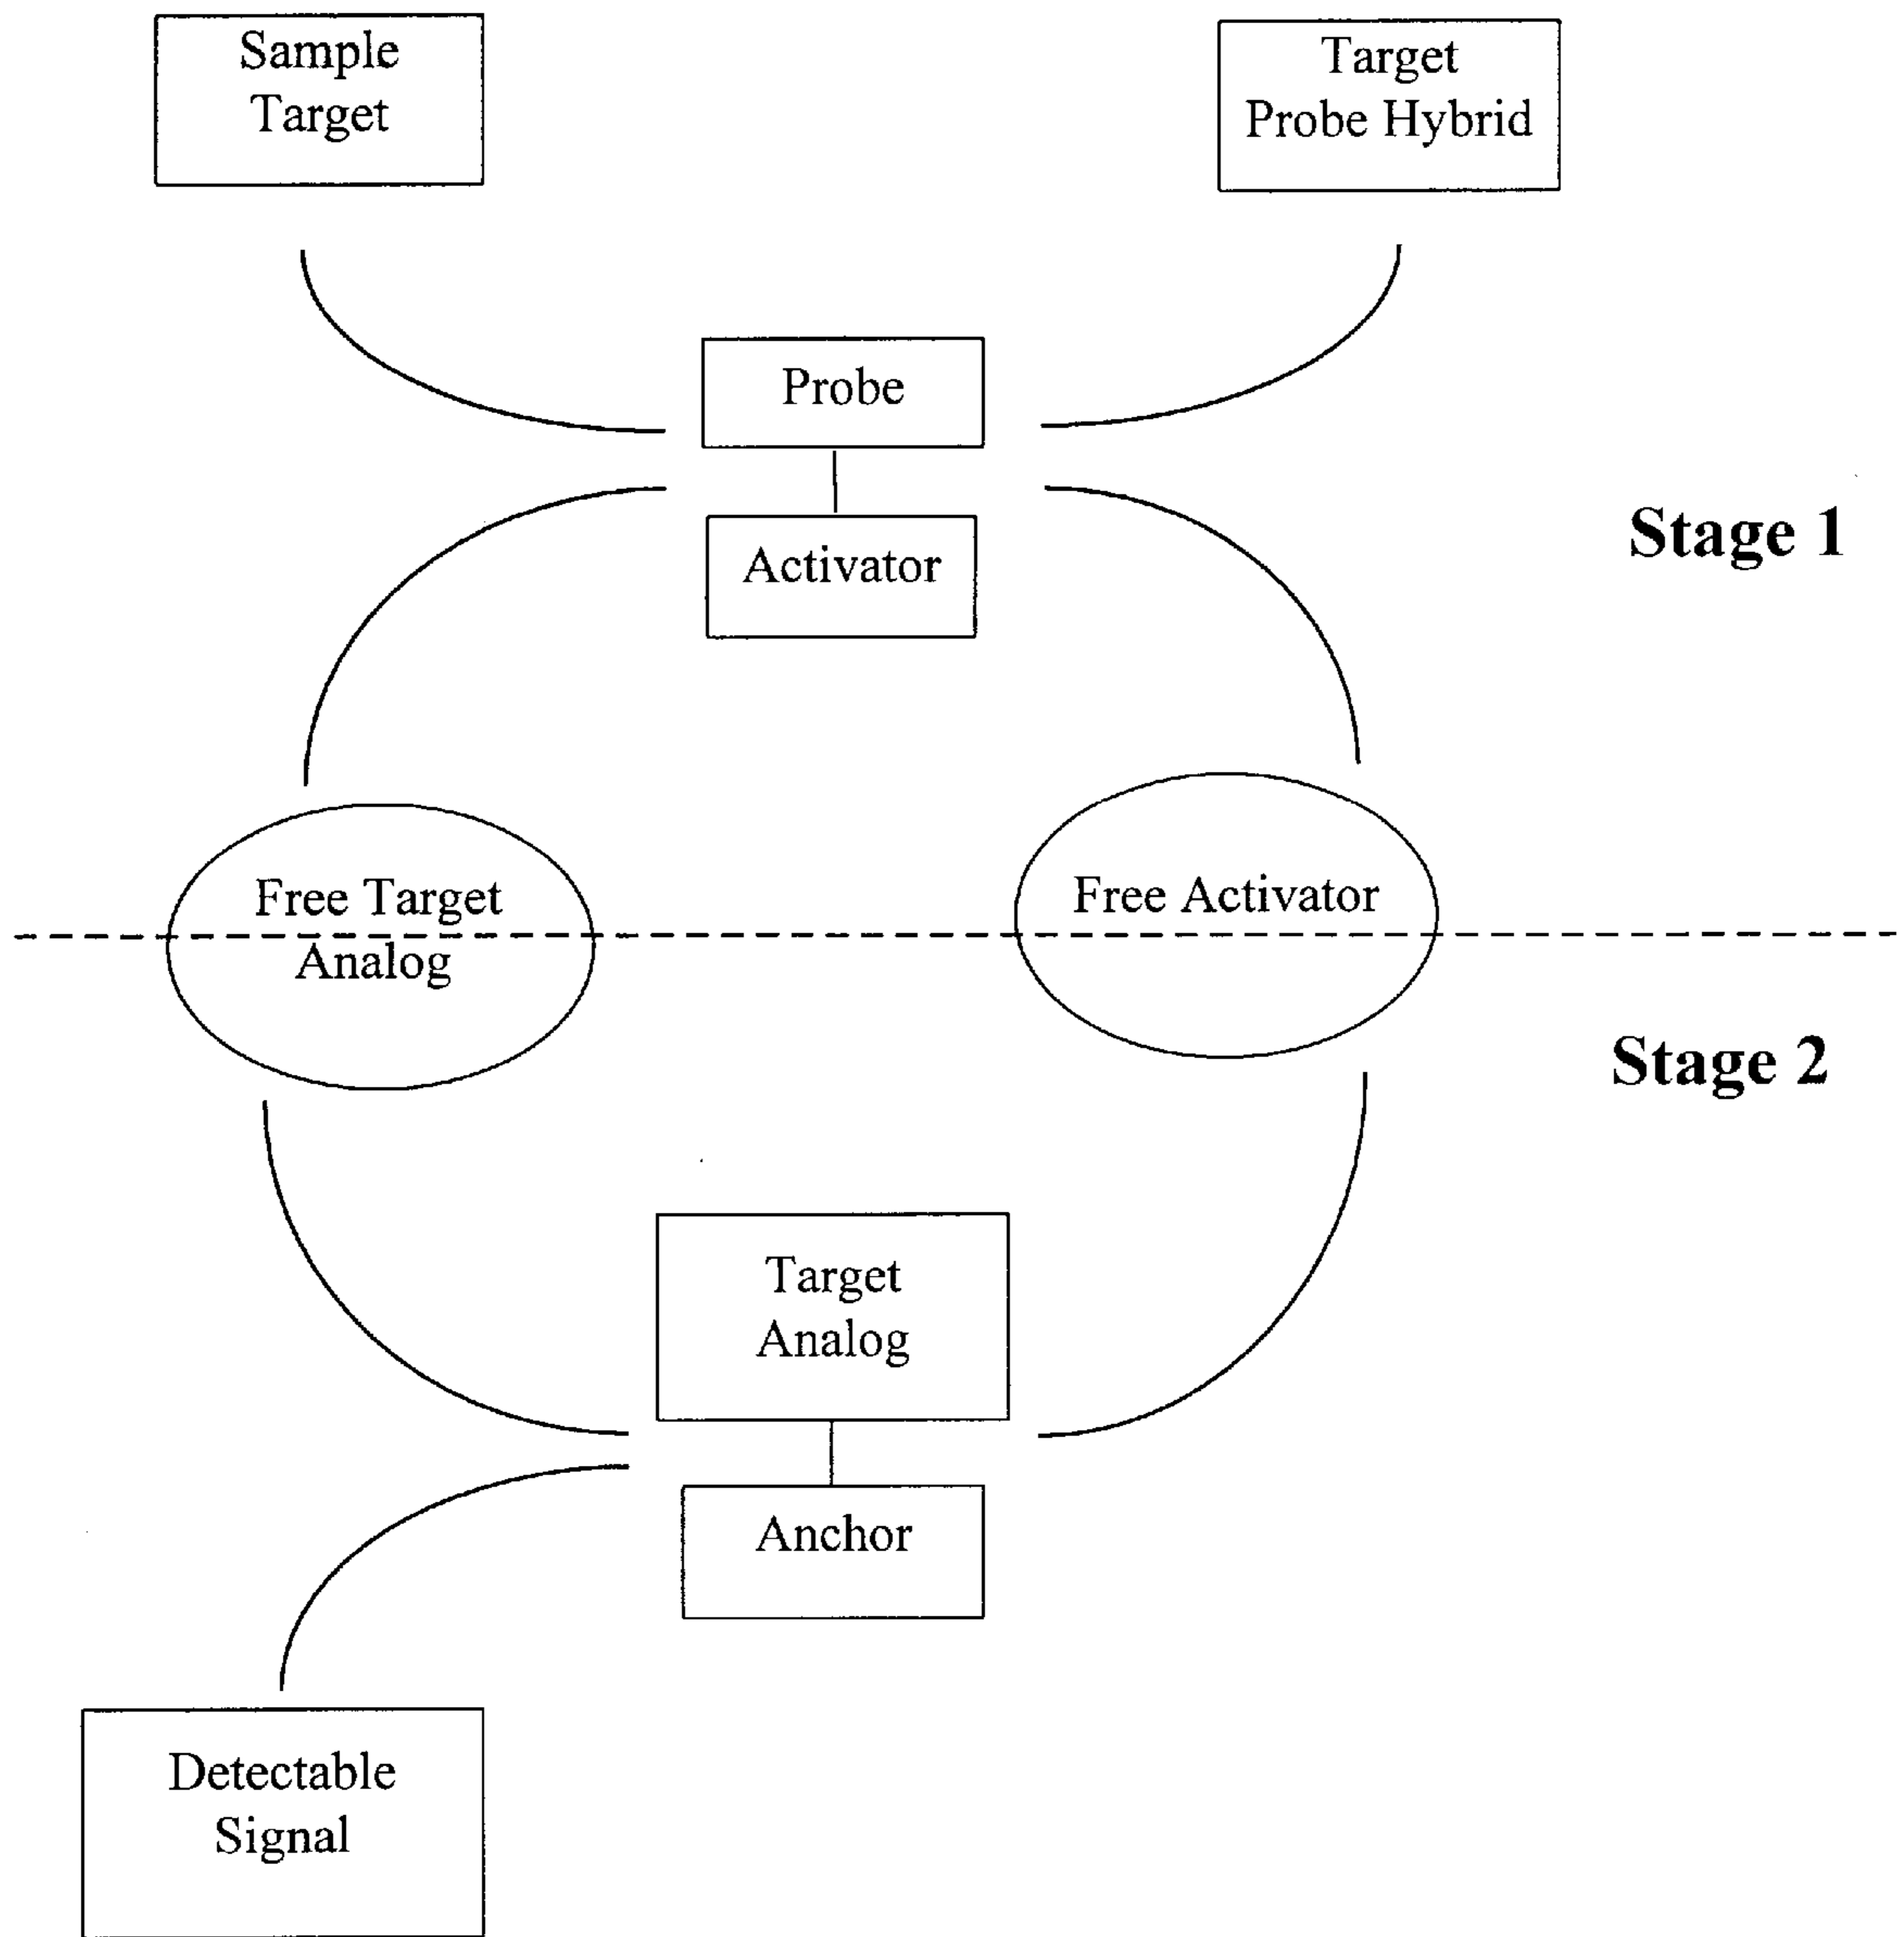 Sample
Target
Target
Probe Hybrid
Probe
Activator
Stage 1
Free Target
Analog
Free Activator
Stage 2
Target
Analog
Anchor
Detectable
Signal